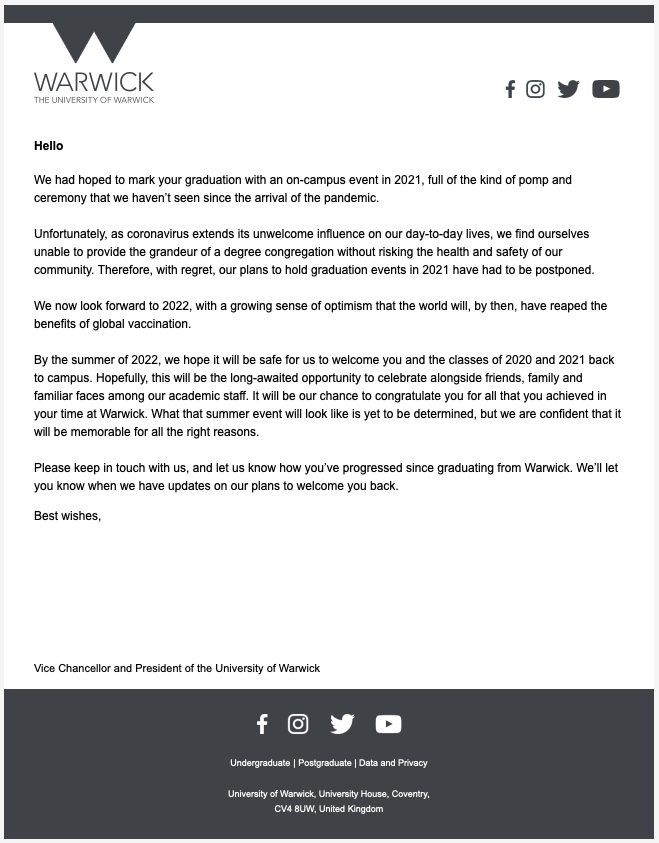 WARWICK
THE UNIVERSITY OF WARWICK
Hello
We had hoped to mark your graduation with an on-campus event in 2021, full of the kind of pomp and
ceremony that we haven’t seen since the arrival of the pandemic.
Unfortunately, as coronavirus extends its unwelcome influence on our day-to-day lives, we find ourselves
unable to provide the grandeur of a degree congregation without risking the health and safety of our
community. Therefore, with regret, our plans to hold graduation events in 2021 have had to be postponed.
We now look forward to 2022, with a growing sense of optimism that the world will, by then, have reaped the
benefits of global vaccination.
By the summer of 2022, we hope it will be safe for us to welcome you and the classes of 2020 and 2021 back
to campus. Hopefully, this will be the long-awaited opportunity to celebrate alongside friends, family and
familiar faces among our academic staff. It will be our chance to congratulate you for all that you achieved in
your time at Warwick. What that summer event will look like is yet to be determined, but we are confident that it
will be memorable for all the right reasons.
Please keep in touch with us, and let us know how you’ve progressed since graduating from Warwick. We’ll let
you know when we have updates on our plans to welcome you back.
Best wishes,
Vice Chancellor and President of the University of Warwick
Undergraduate | Postgraduate | Data and Privacy
University of Warwick, University House, Coventry,
CV4 8UW, United Kingdom